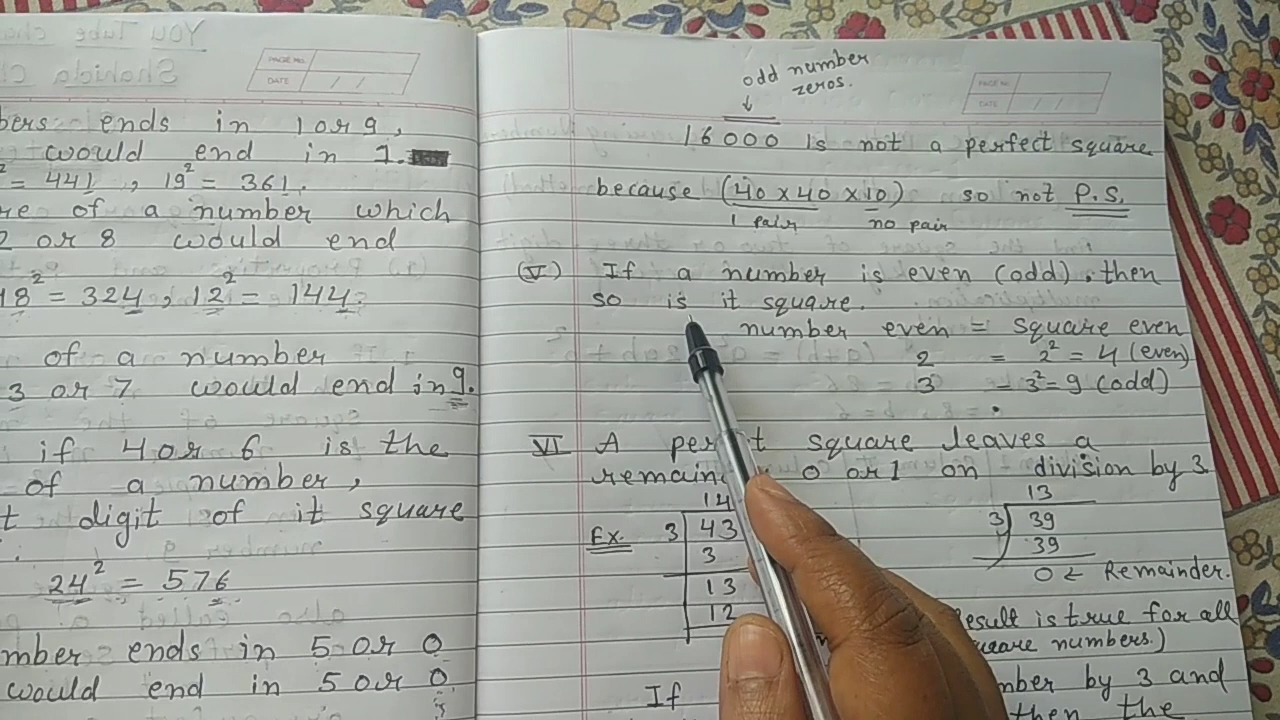 PAGE No.
DATE / /
bers ends in 1 or 9,
would end in 1.
² = 441 , 19² = 361.
re of a number which
2 or 8 would end
18² = 324 , 12² = 144.
of a number
3 or 7 would end in 9.
if 4 or 6 is the
of a number,
t digit of it square
24² = 576
mber ends in 5 or 0
would end in 5 or 0
PAGE No.
DATE / /
odd number
zeros.
↓
16000 is not a perfect square
because (40 x 40 x 10) so not P.S.
1 pair no pair
(V) If a number is even (odd). then
so is it square.
number even = square even
2 = 2² = 4 (even)
3 = 3² = 9 (odd)
= .
VI A square leaves a
0 or 1 on division by 3.
Ex.
14
3 43
3
13
12
13
3 39
39
0 ← Remainder.
esult is true for all
uare numbers.)
If mber by 3 and
then the